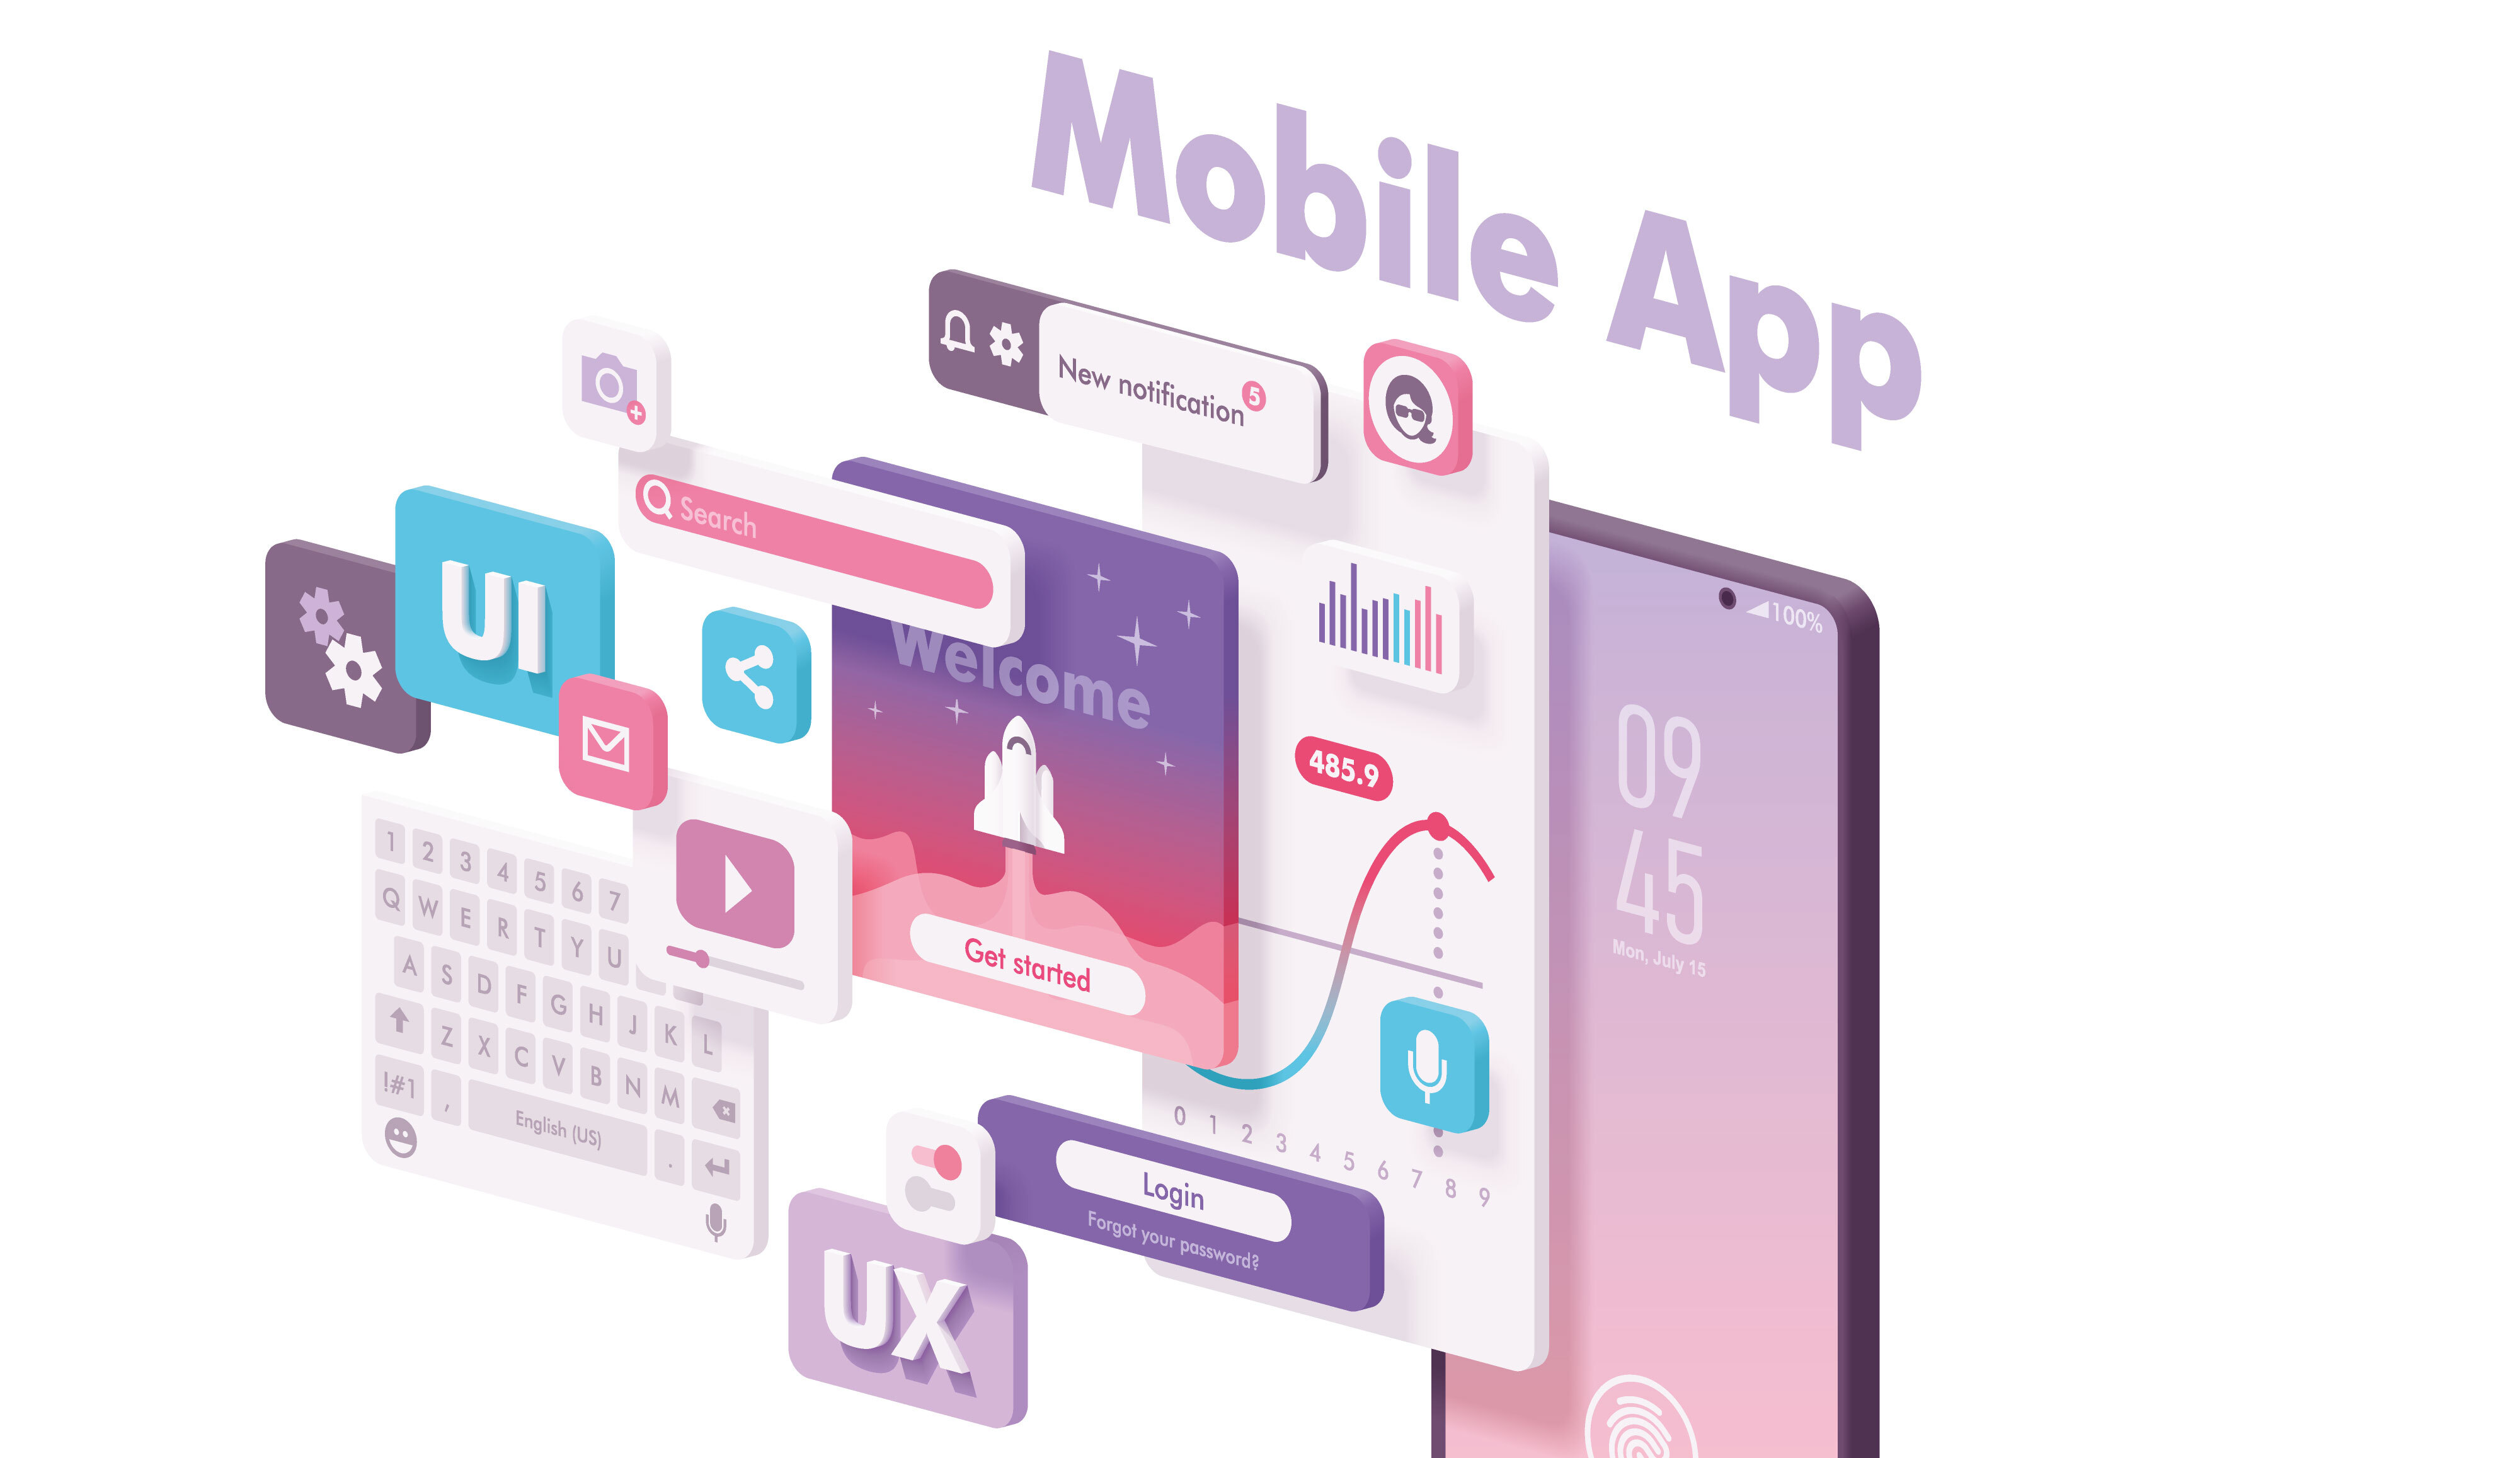 Mobile App
New notification 5
Search
UI
Welcome
100%
09
45
Mon, July 15
485.9
Get started
1 2 3 4 5 6 7
Q W E R T Y U
A S D F G H J K L
Z X C V B N M
!#1 , English (US) .
0 1 2 3 4 5 6 7 8 9
Login
Forgot your password?
UX